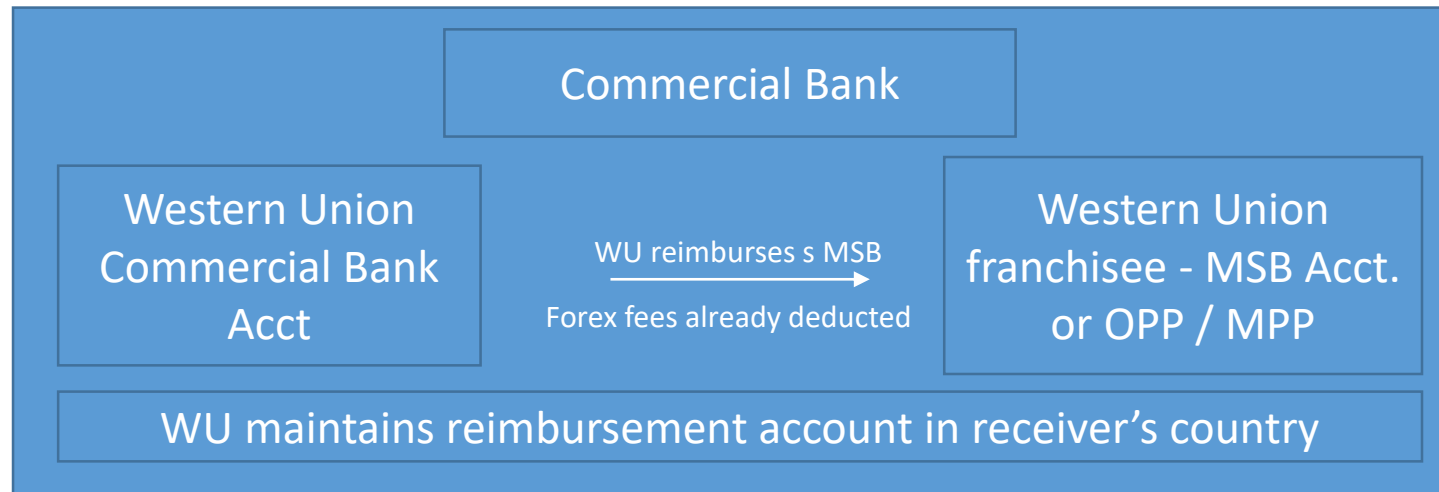 Commercial Bank
Western Union
Commercial Bank
Acct
WU reimburses s MSB
Forex fees already deducted
Western Union
franchisee - MSB Acct.
or OPP / MPP
WU maintains reimbursement account in receiver’s country